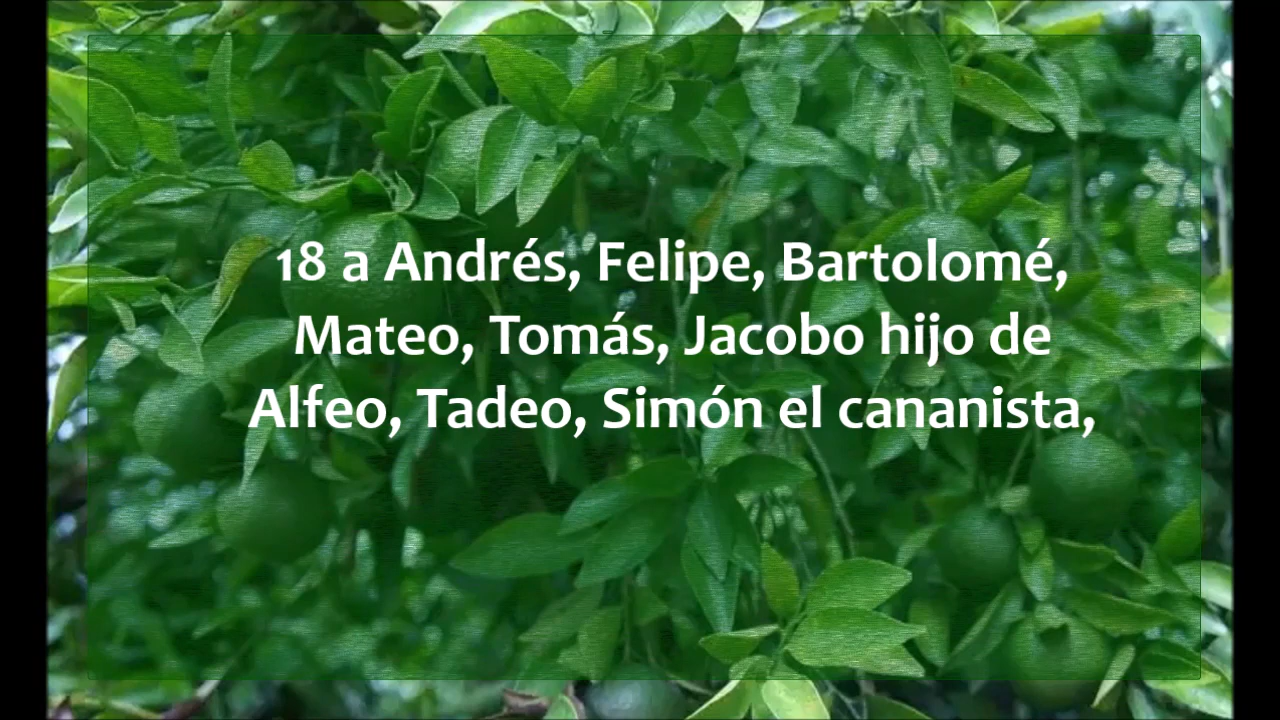 18 a Andrés, Felipe, Bartolomé,
Mateo, Tomás, Jacobo hijo de
Alfeo, Tadeo, Simón el cananista,